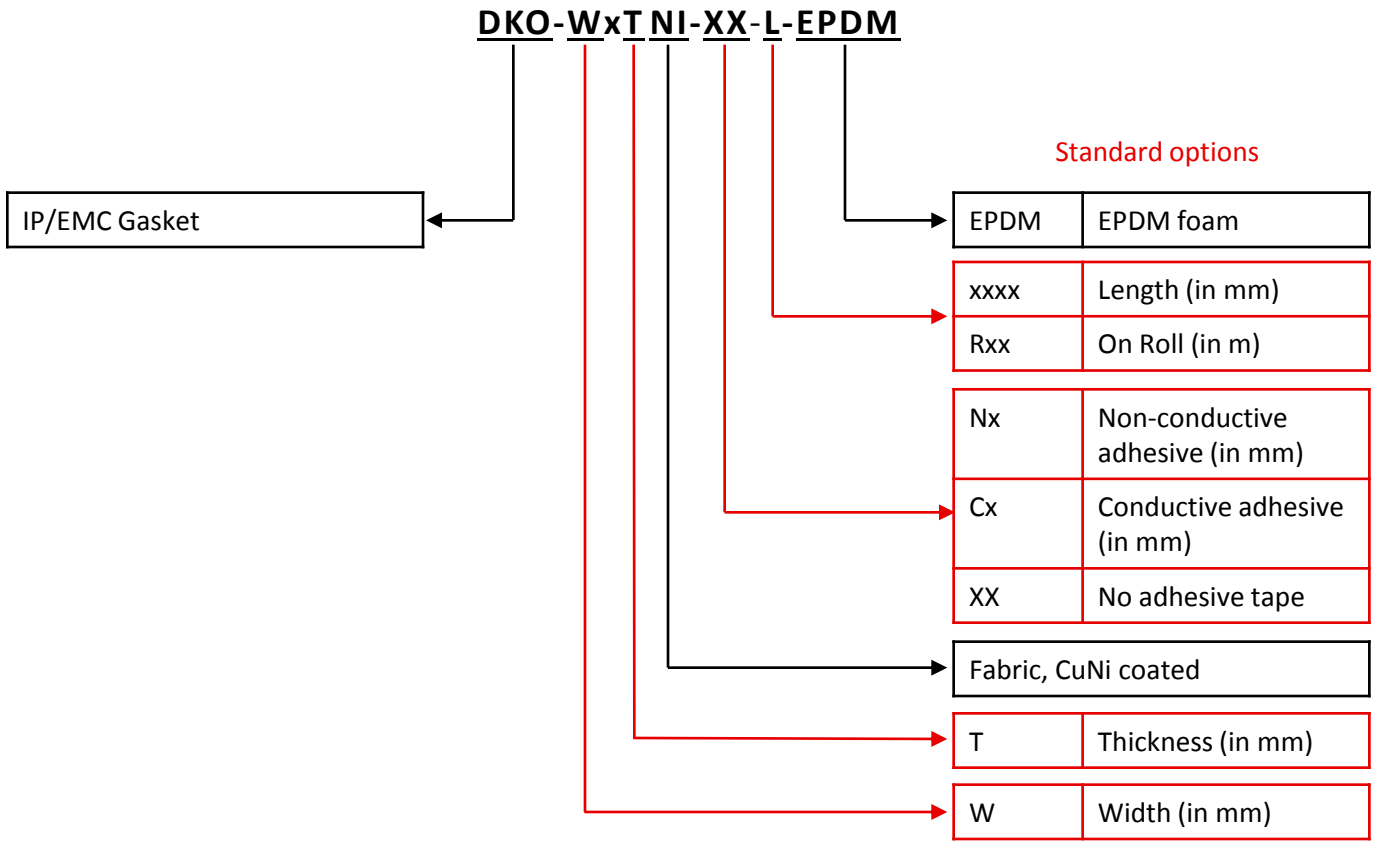 DKO-WxTNI-XX-L-EPDM
Standard options
IP/EMC Gasket
EPDM EPDM foam
xxxx Length (in mm)
Rxx On Roll (in m)
Nx Non-conductive
adhesive (in mm)
Cx Conductive adhesive
(in mm)
XX No adhesive tape
Fabric, CuNi coated
T Thickness (in mm)
W Width (in mm)